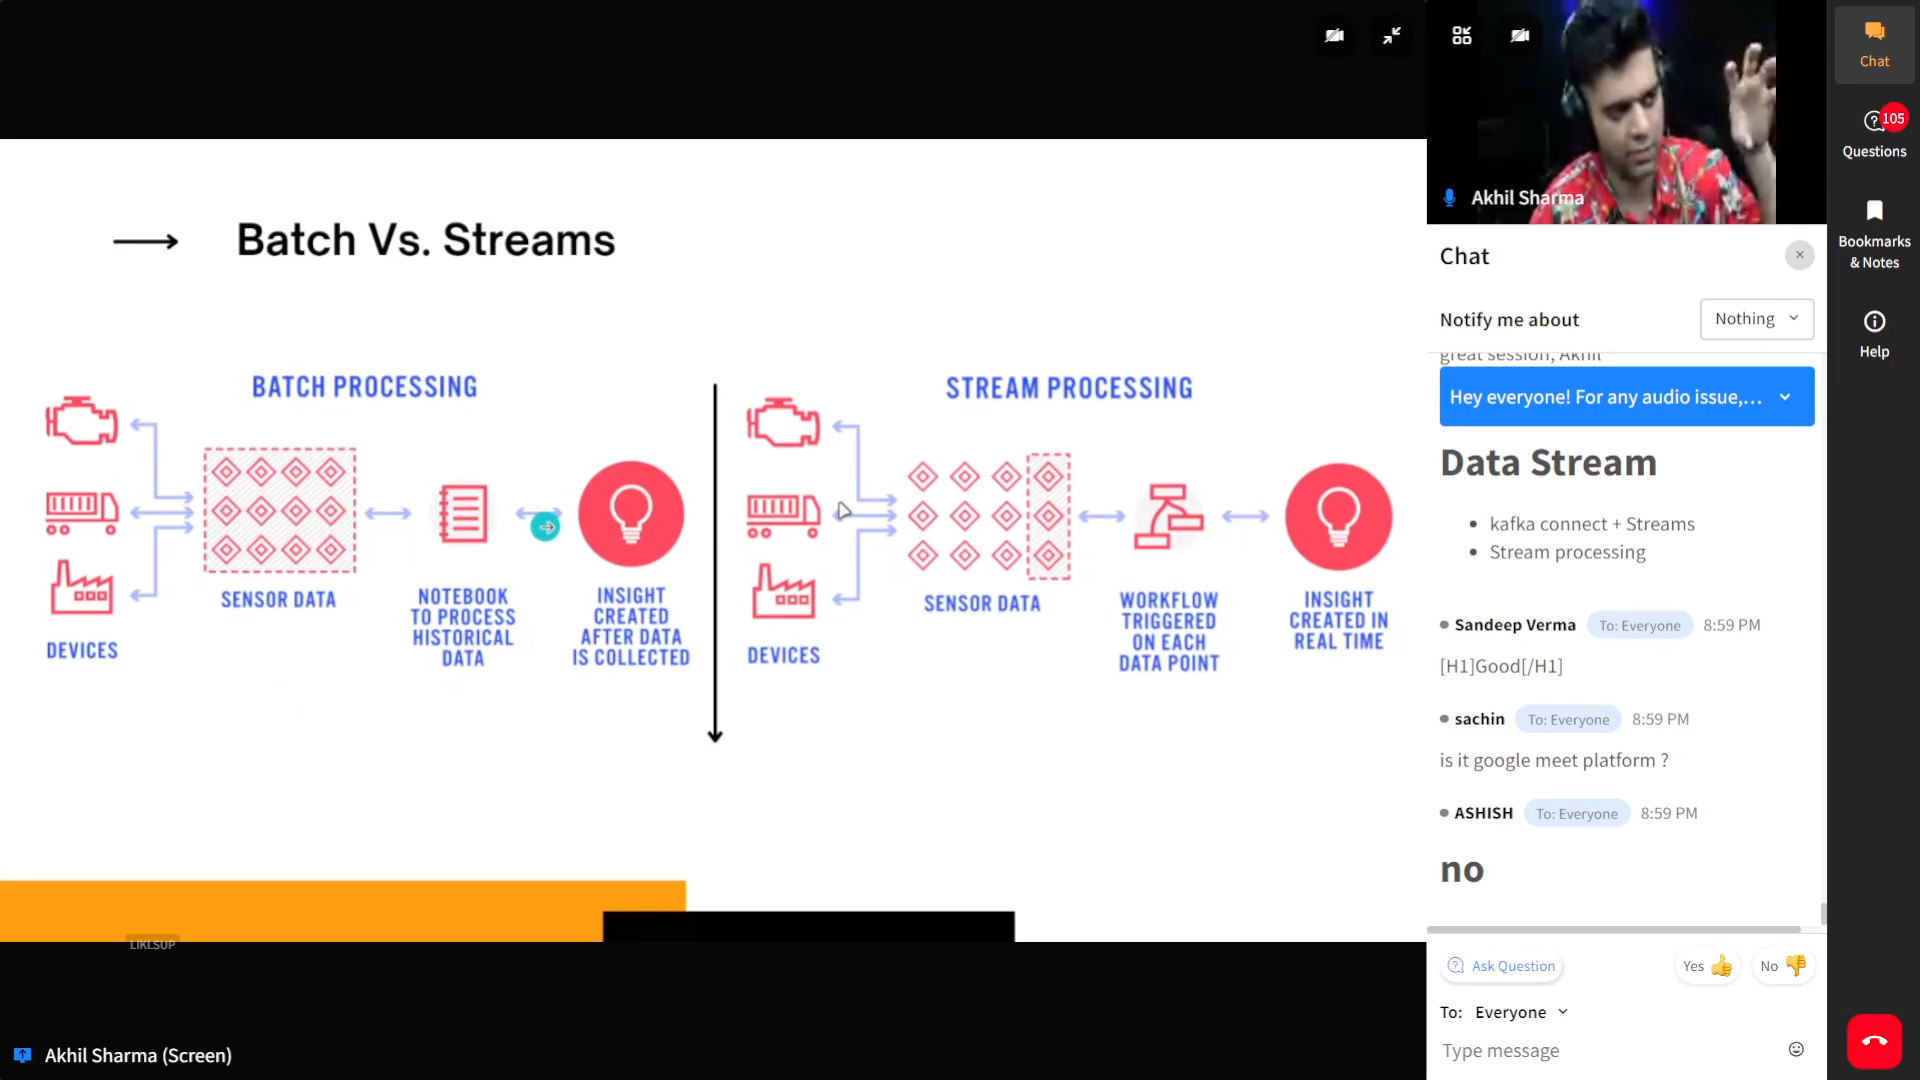 Batch Vs. Streams
BATCH PROCESSING
DEVICES
SENSOR DATA
NOTEBOOK
TO PROCESS
HISTORICAL
DATA
INSIGHT
CREATED
AFTER DATA
IS COLLECTED
STREAM PROCESSING
DEVICES
SENSOR DATA
WORKFLOW
TRIGGERED
ON EACH
DATA POINT
INSIGHT
CREATED IN
REAL TIME
LIKLSUP
Akhil Sharma (Screen)
Akhil Sharma
Chat
Notify me about
Nothing
great session, Akhil
Hey everyone! For any audio issue,...
Data Stream
kafka connect + Streams
Stream processing
Sandeep Verma To: Everyone 8:59 PM
[H1]Good[/H1]
sachin To: Everyone 8:59 PM
is it google meet platform ?
ASHISH To: Everyone 8:59 PM
no
Ask Question
Yes
No
To: Everyone
Type message
Chat
105
Questions
Bookmarks
& Notes
Help